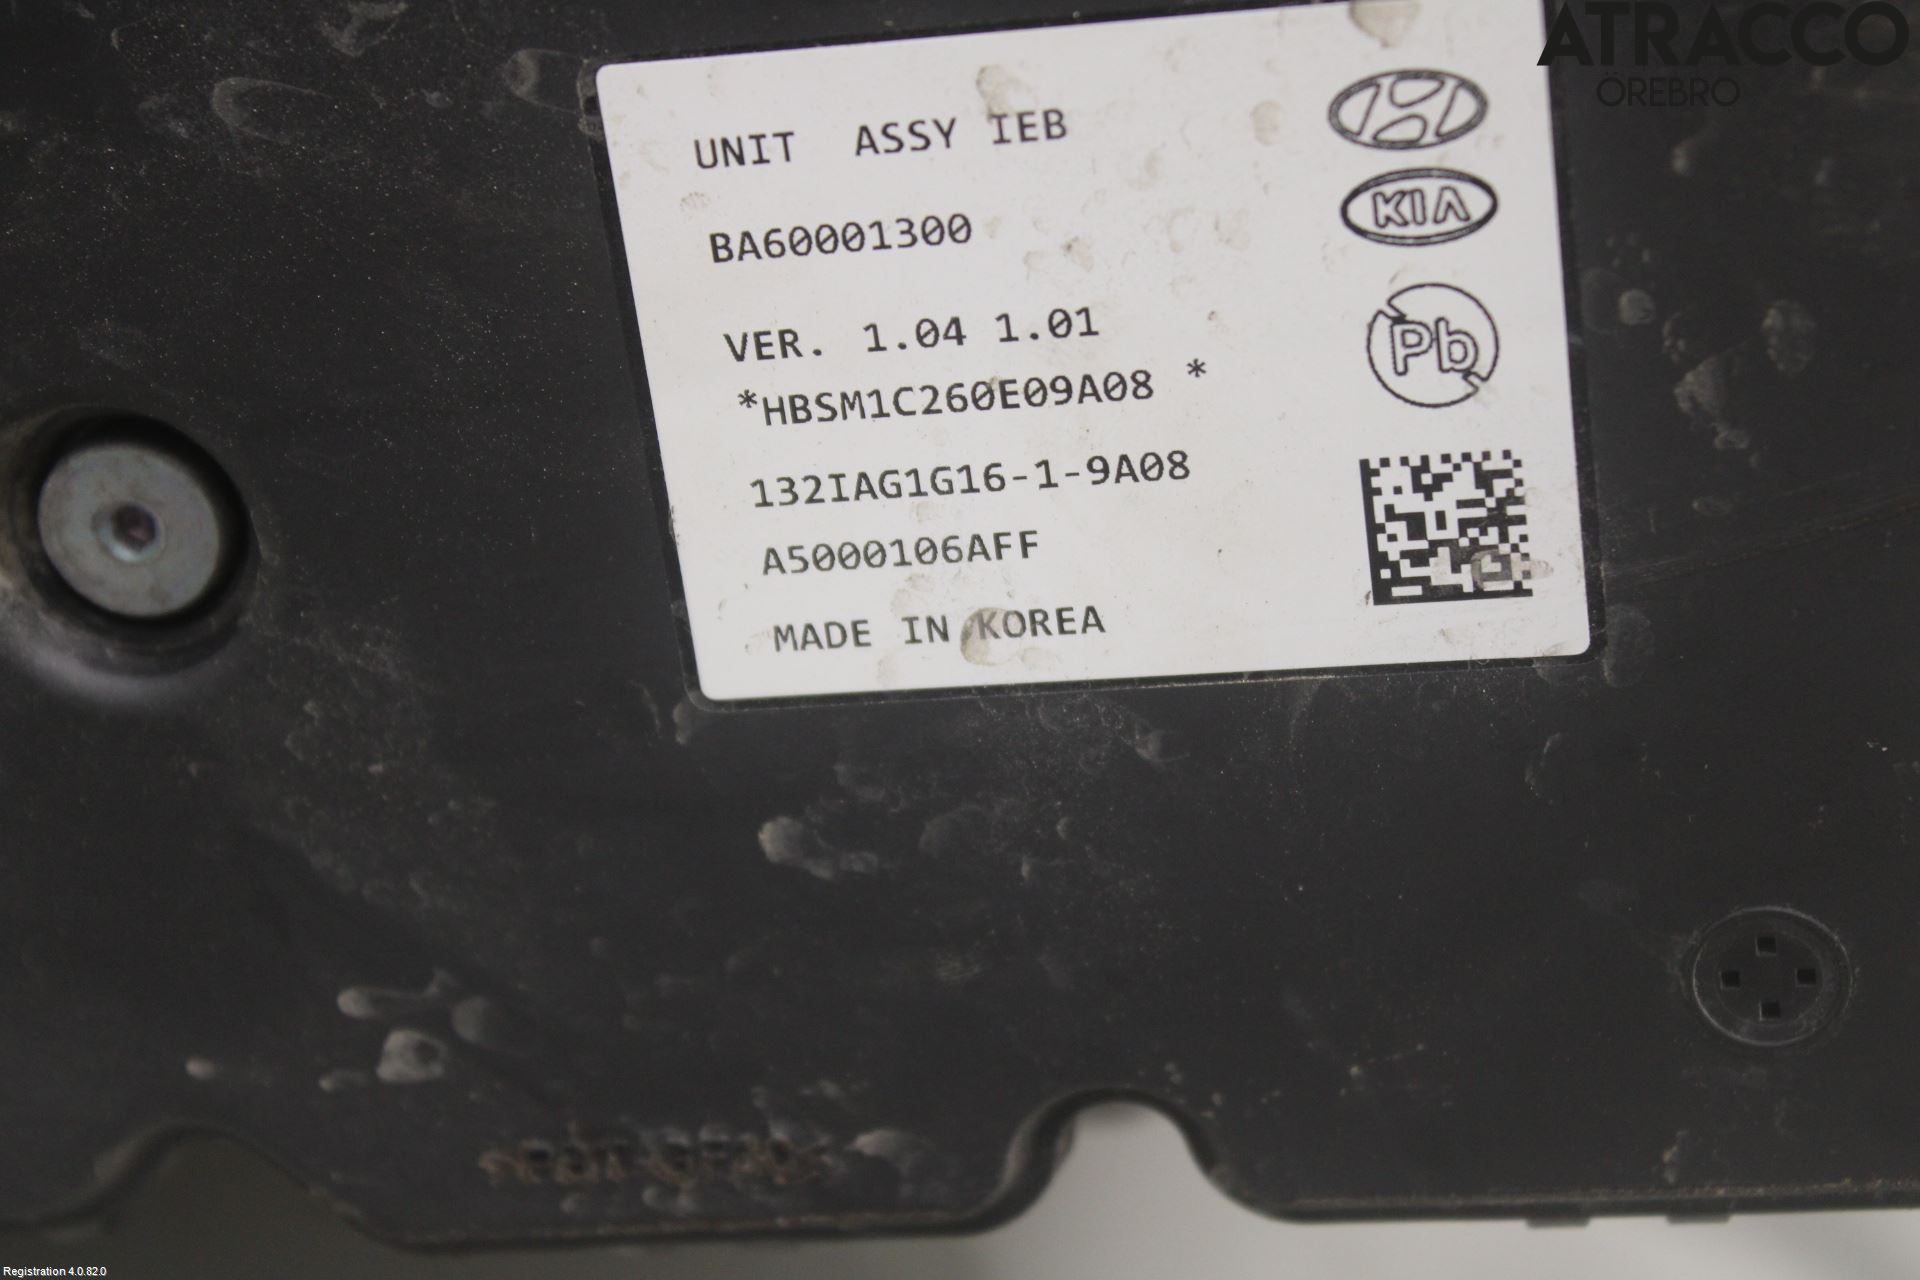 ATRACCO
ÖREBRO
UNIT ASSY IEB
BA60001300
KIA
VER. 1.04 1.01
Pb
*HBSM1C260E09A08 *
132IAG1G16-1-9A08
A5000106AFF
MADE IN KOREA
Registration 4.0.82.0